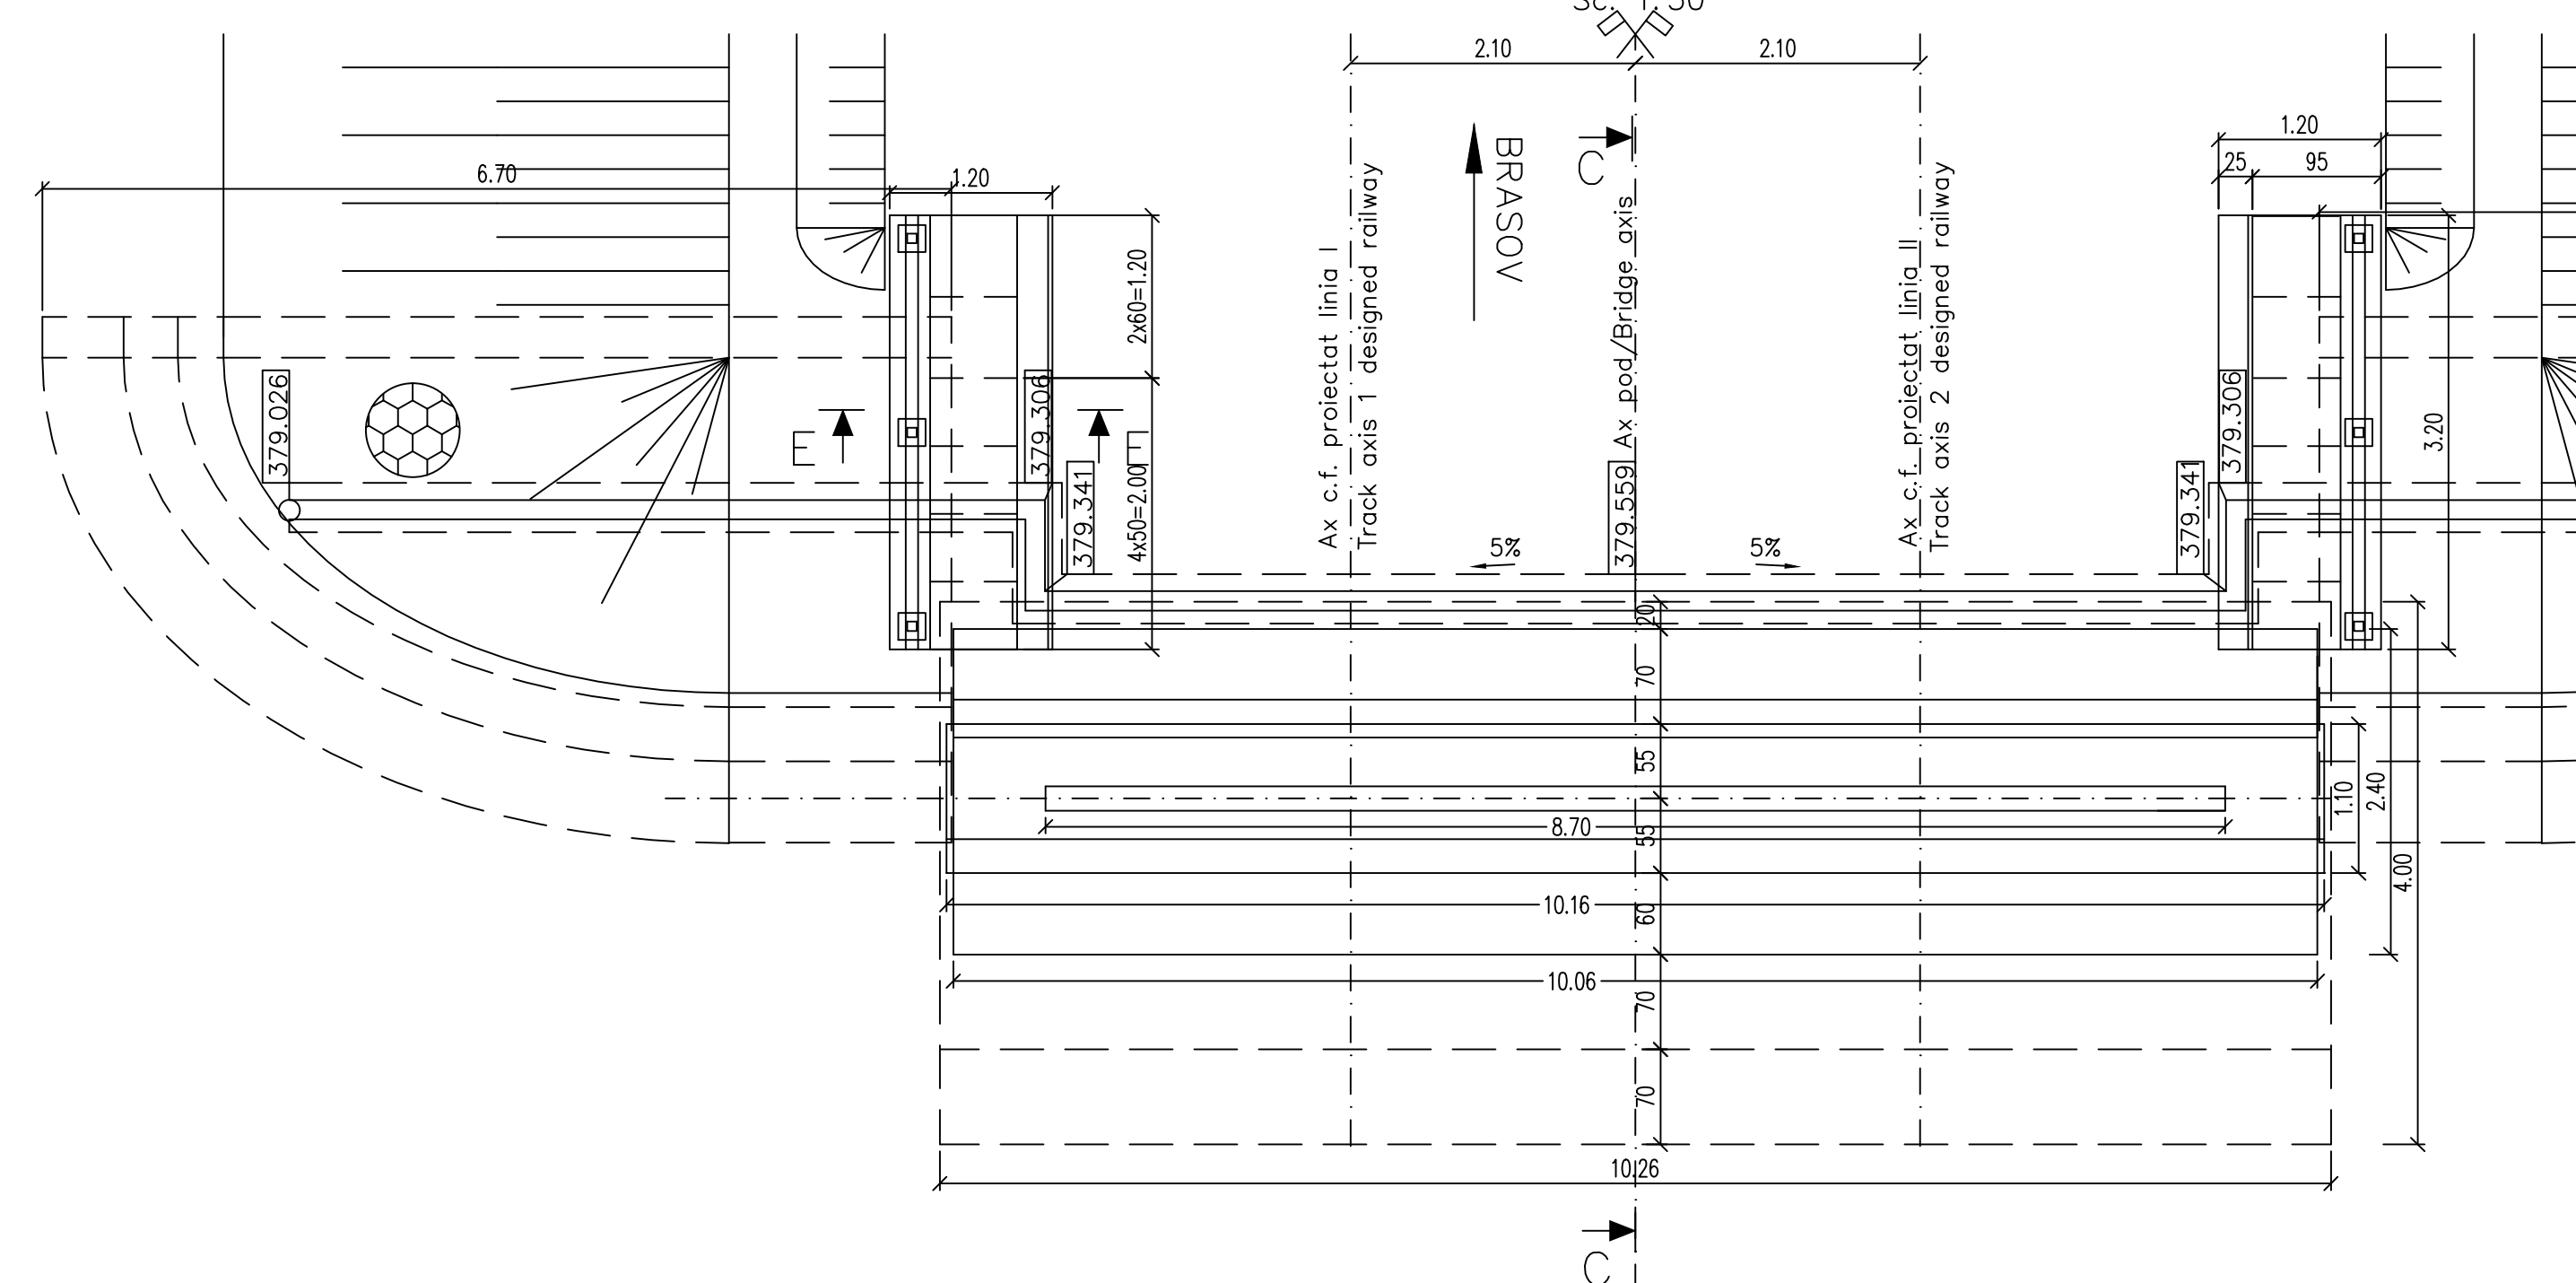 Sc. 1:50
2.10
2.10
1.20
25
95
6.70
1.20
BRASOV
C
2x60=1.20
4x50=2.00
Ax c.f. proiectat linia I
Track axis 1 designed railway
Ax pod/Bridge axis
Ax c.f. proiectat linia II
Track axis 2 designed railway
379.026
379.306
379.341
379.559
379.341
379.306
E
E
3.20
5%
5%
20
70
55
55
60
70
70
8.70
10.16
10.06
10.26
1.10
2.40
4.00
C